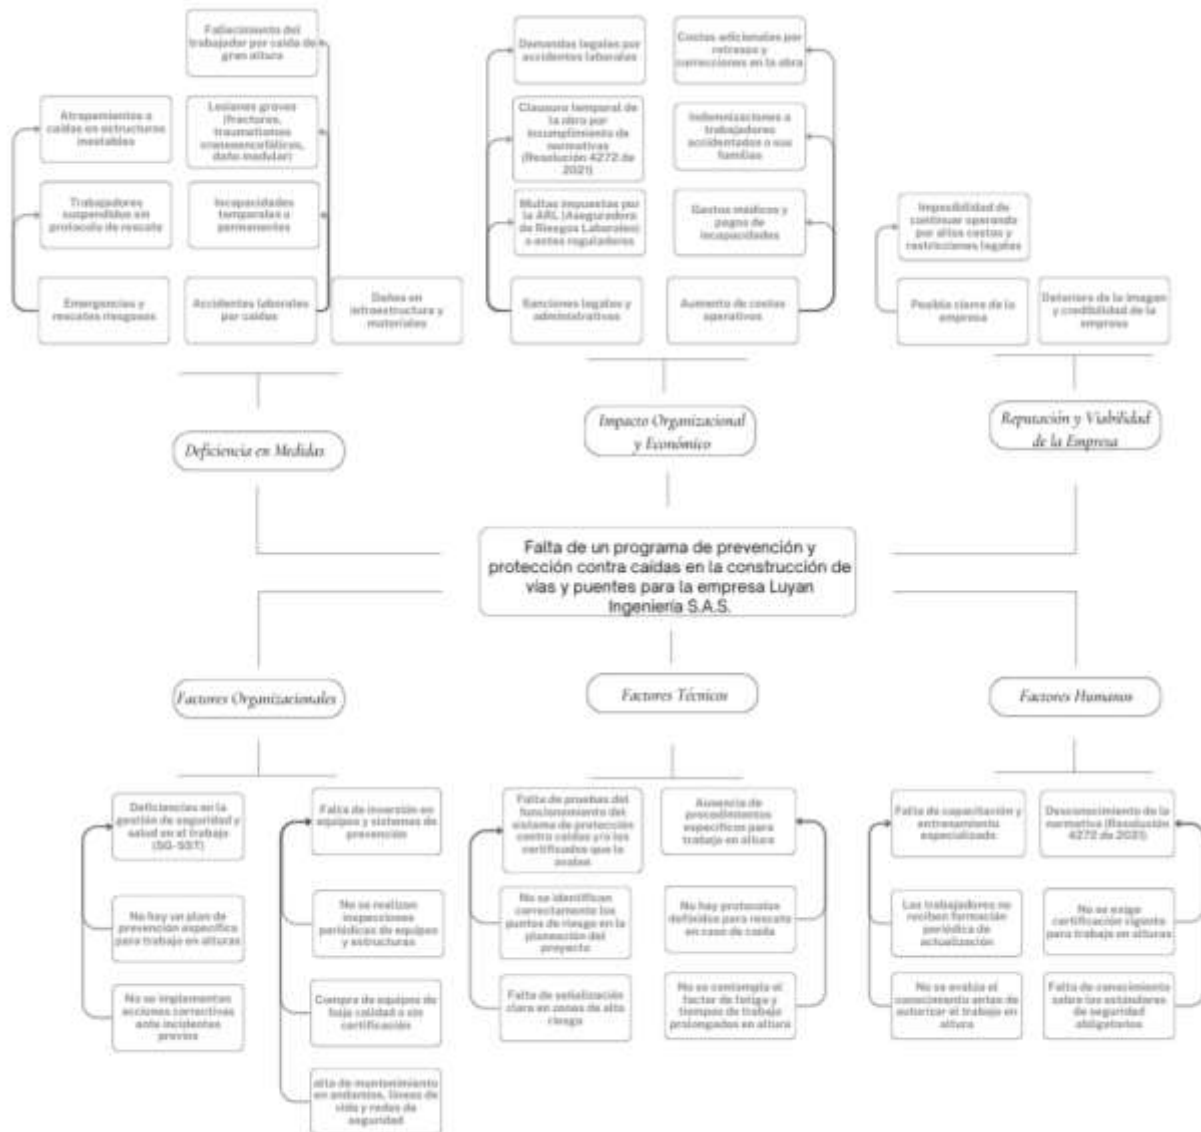 Fallecimiento del
trabajador por caída de
gran altura
Atrapamientos o
caídas en estructuras
inestables
Lesiones graves
(fracturas,
traumatismos
craneoencefálicos,
daño medular)
Trabajadores
suspendidos sin
protocolo de rescate
Incapacidades
temporales o
permanentes
Emergencias y
rescates riesgosos
Accidentes laborales
por caídas
Daños en
infraestructura y
materiales
Demandas legales por
accidentes laborales
Costos adicionales por
retrasos y
correcciones en la obra
Clausura temporal de
la obra por
incumplimiento de
normativas
(Resolución 4272 de
2021)
Indemnizaciones a
trabajadores
accidentados o sus
familias
Multas impuestas por
la ARL (Aseguradora
de Riesgos Laborales)
o entes reguladores
Gastos médicos y
pagos de
incapacidades
Sanciones legales y
administrativas
Aumento de costos
operativos
Imposibilidad de
continuar operando
por altos costos y
restricciones legales
Posible cierre de la
empresa
Deterioro de la imagen
y credibilidad de la
empresa
Deficiencia en Medidas
Impacto Organizacional
y Económico
Reputación y Viabilidad
de la Empresa
Falta de un programa de prevención y
protección contra caídas en la construcción de
vías y puentes para la empresa Luyan
Ingeniería S.A.S.
Factores Organizacionales
Factores Técnicos
Factores Humanos
Deficiencias en la
gestión de seguridad y
salud en el trabajo
(SG-SST)
Falta de inversión en
equipos y sistemas de
prevención
No hay un plan de
prevención específico
para trabajo en alturas
No se realizan
inspecciones
periódicas de equipos
y estructuras
No se implementan
acciones correctivas
ante incidentes
previos
Compra de equipos de
baja calidad o sin
certificación
alta de mantenimiento
en andamios, líneas de
vida y redes de
seguridad
Falta de pruebas del
funcionamiento del
sistema de protección
contra caídas y/o los
certificados que lo
avalen
Ausencia de
procedimientos
específicos para
trabajo en altura
No se identifican
correctamente los
puntos de riesgo en la
planeación del
proyecto
No hay protocolos
definidos para rescate
en caso de caída
Falta de señalización
clara en zonas de alto
riesgo
No se contempla el
factor de fatiga y
tiempos de trabajo
prolongados en altura
Falta de capacitación y
entrenamiento
especializado
Desconocimiento de la
normativa (Resolución
4272 de 2021)
Los trabajadores no
reciben formación
periódica de
actualización
No se exige
certificación vigente
para trabajo en alturas
No se evalúa el
conocimiento antes de
autorizar el trabajo en
altura
Falta de conocimiento
sobre los estándares
de seguridad
obligatorios